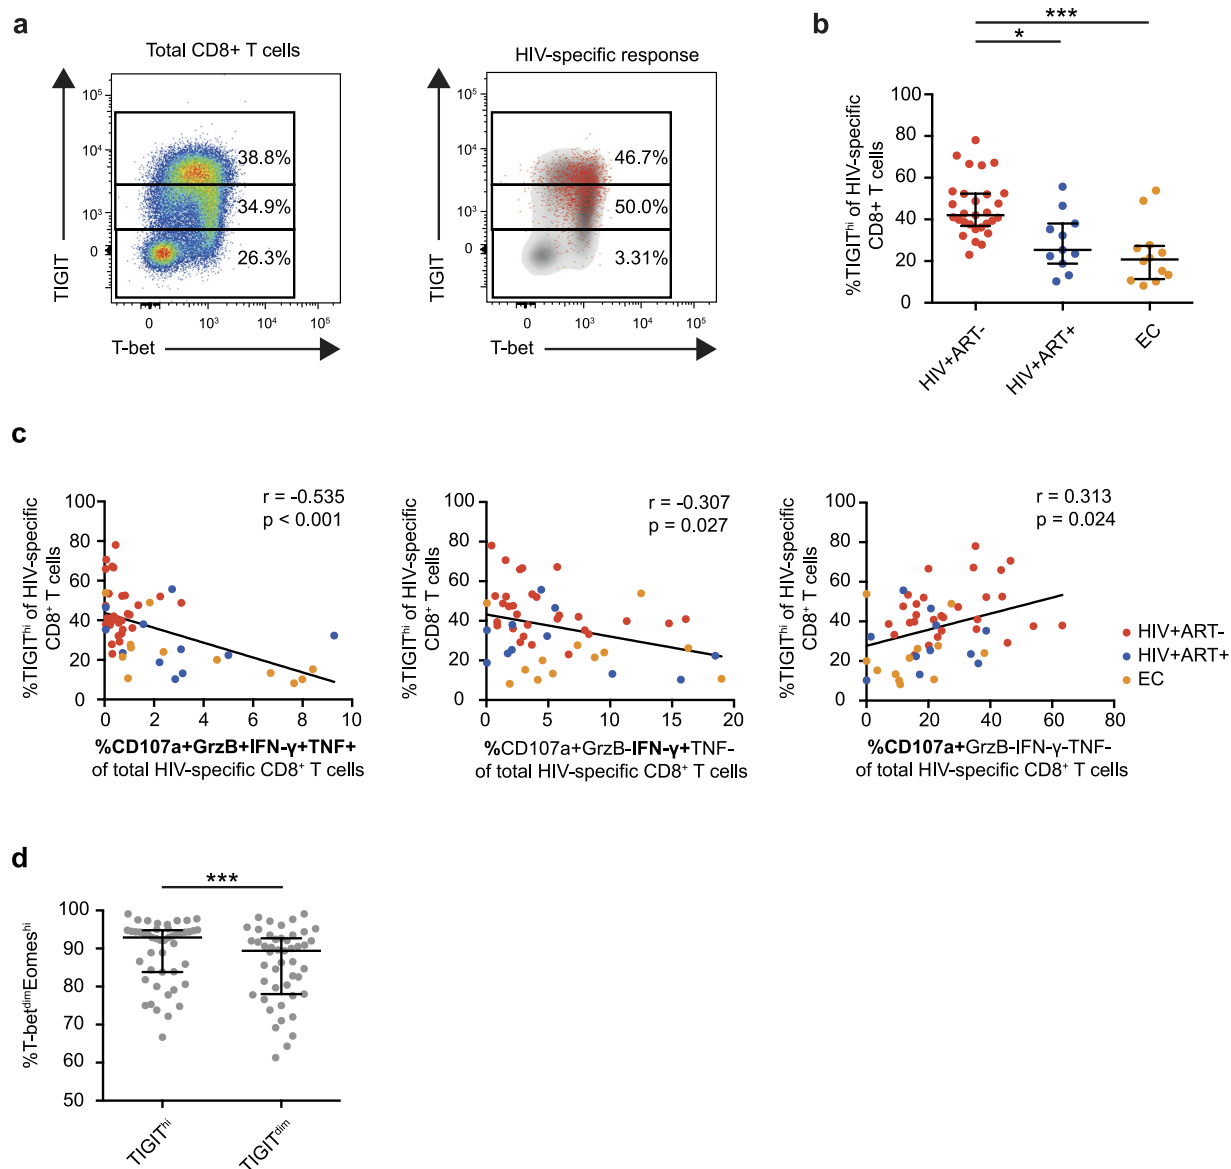 a
Total CD8+ T cells
HIV-specific response
TIGIT
10⁵
10⁴
10³
0
38.8%
34.9%
26.3%
0
10³
10⁴
10⁵
T-bet
TIGIT
10⁵
10⁴
10³
0
46.7%
50.0%
3.31%
0
10³
10⁴
10⁵
T-bet
b
***
*
%TIGITʰⁱ of HIV-specific
CD8+ T cells
100
80
60
40
20
0
HIV+ART-
HIV+ART+
EC
c
%TIGITʰⁱ of HIV-specific
CD8⁺ T cells
100
80
60
40
20
0
r = -0.535
p < 0.001
0
2
4
6
8
10
%CD107a+GrzB+IFN-γ+TNF+
of total HIV-specific CD8⁺ T cells
%TIGITʰⁱ of HIV-specific
CD8⁺ T cells
100
80
60
40
20
0
r = -0.307
p = 0.027
0
5
10
15
20
%CD107a+GrzB-IFN-γ+TNF-
of total HIV-specific CD8⁺ T cells
%TIGITʰⁱ of HIV-specific
CD8⁺ T cells
100
80
60
40
20
0
r = 0.313
p = 0.024
0
20
40
60
80
%CD107a+GrzB-IFN-γ-TNF-
of total HIV-specific CD8⁺ T cells
HIV+ART-
HIV+ART+
EC
d
***
%T-betᵈⁱᵐEomesʰⁱ
100
90
80
70
60
50
TIGITʰⁱ
TIGITᵈⁱᵐ